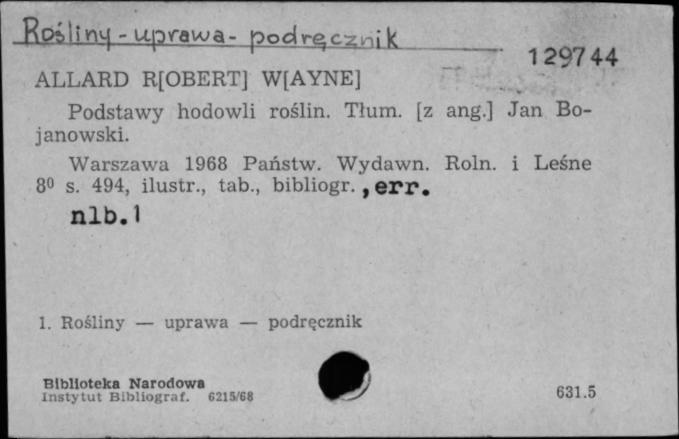 Rośliny - uprawa - podręcznik
129744
ALLARD R[OBERT] W[AYNE]
Podstawy hodowli roślin. Tłum. [z ang.] Jan Bo-
janowski.
Warszawa 1968 Państw. Wydawn. Roln. i Leśne
8⁰ s. 494, ilustr., tab., bibliogr. , err.
nlb. 1
1. Rośliny — uprawa — podręcznik
Biblioteka Narodowa
Instytut Bibliograf. 6215/68
631.5